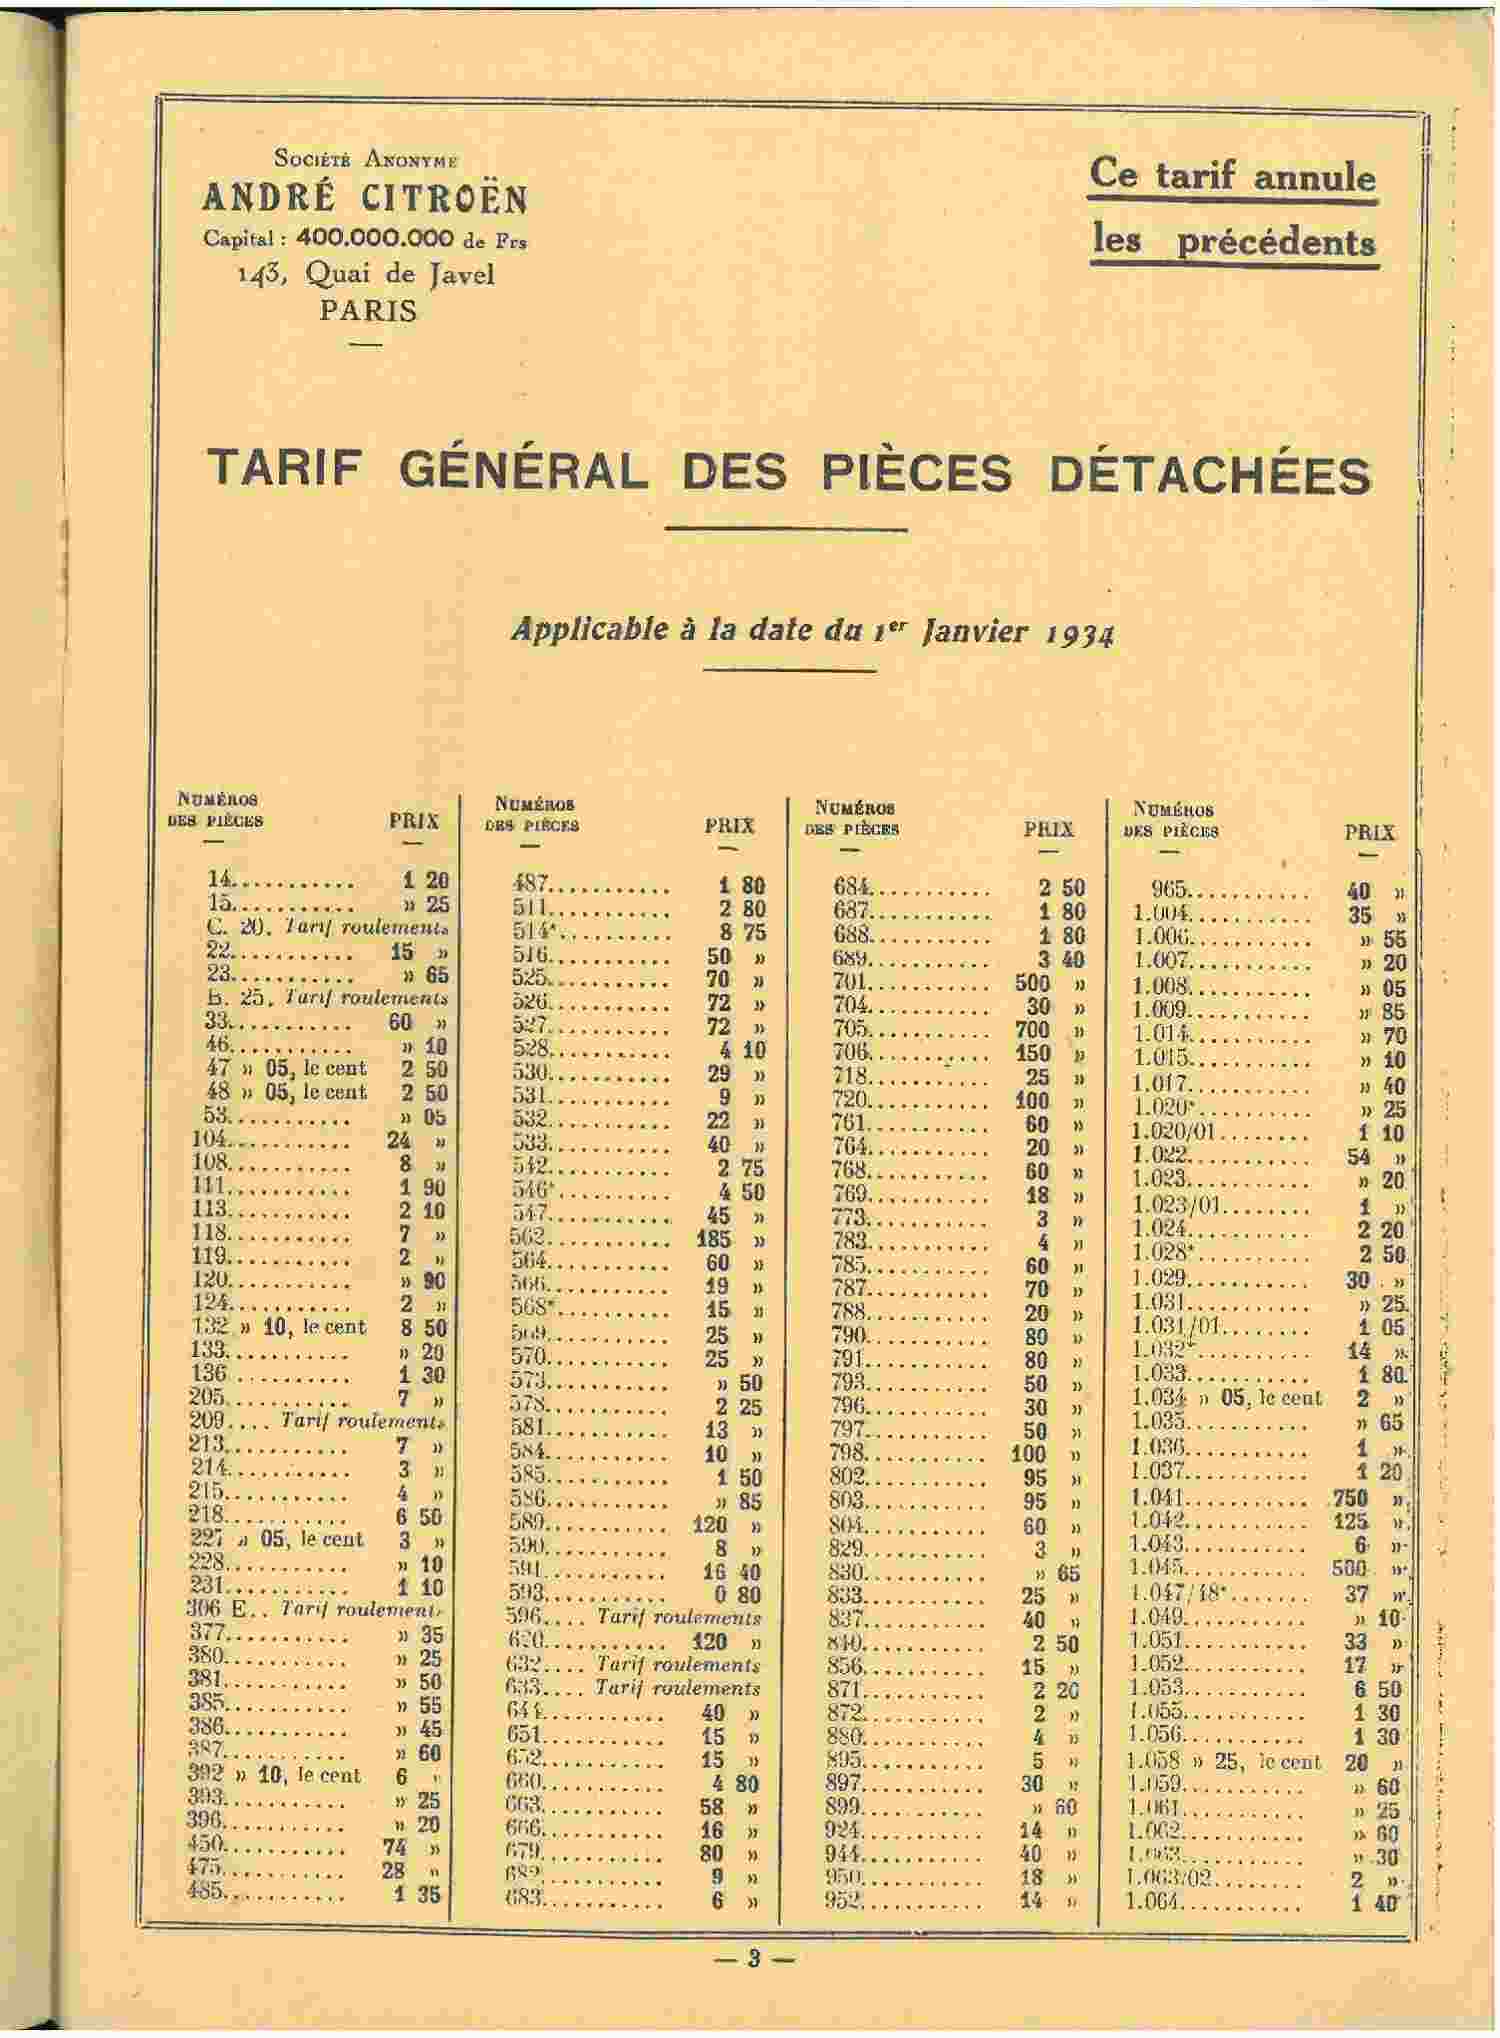 Société Anonyme
ANDRÉ CITROËN
Capital : 400.000.000 de Frs
143, Quai de Javel
PARIS
Ce tarif annule
les précédents
TARIF GÉNÉRAL DES PIÈCES DÉTACHÉES
Applicable à la date du 1er Janvier 1934
Numéros
des pièces PRIX
14........... 1 20
15........... » 25
C. 20. Tarif roulements
22........... 15 »
23........... » 65
B. 25. Tarif roulements
33........... 60 »
46........... » 10
47 » 05, le cent 2 50
48 » 05, le cent 2 50
53........... » 05
104........... 24 »
108........... 8 »
111........... 1 90
113........... 2 10
118........... 7 »
119........... 2 »
120........... » 90
124........... 2 »
132 » 10, le cent 8 50
133........... » 20
136........... 1 30
205........... 7 »
209.... Tarif roulements
213........... 7 »
214........... 3 »
215........... 4 »
218........... 6 50
227 » 05, le cent 3 »
228........... » 10
231........... 1 10
306 E.. Tarif roulements
377........... » 35
380........... » 25
381........... » 50
385........... » 55
386........... » 45
387........... » 60
392 » 10, le cent 6 »
393........... » 25
396........... » 20
450........... 74 »
475........... 28 »
485........... 1 35
Numéros
des pièces PRIX
487........... 1 80
511........... 2 80
514*.......... 8 75
516........... 50 »
525........... 70 »
526........... 72 »
527........... 72 »
528........... 4 10
530........... 29 »
531........... 9 »
532........... 22 »
533........... 40 »
542........... 2 75
546*.......... 4 50
547........... 45 »
562........... 185 »
564........... 60 »
566........... 19 »
568*.......... 15 »
569........... 25 »
570........... 25 »
573........... » 50
578........... 2 25
581........... 13 »
584........... 10 »
585........... 1 50
586........... » 85
589........... 120 »
590........... 8 »
591........... 16 40
593........... 0 80
596.... Tarif roulements
620........... 120 »
632.... Tarif roulements
633.... Tarif roulements
644........... 40 »
651........... 15 »
652........... 15 »
660........... 4 80
663........... 58 »
666........... 16 »
679........... 80 »
682........... 9 »
683........... 6 »
Numéros
des pièces PRIX
684........... 2 50
687........... 1 80
688........... 1 80
689........... 3 40
701........... 500 »
704........... 30 »
705........... 700 »
706........... 150 »
718........... 25 »
720........... 100 »
761........... 60 »
764........... 20 »
768........... 60 »
769........... 18 »
773........... 3 »
783........... 4 »
785........... 60 »
787........... 70 »
788........... 20 »
790........... 80 »
791........... 80 »
793........... 50 »
796........... 30 »
797........... 50 »
798........... 100 »
802........... 95 »
803........... 95 »
804........... 60 »
829........... 3 »
830........... » 65
833........... 25 »
837........... 40 »
840........... 2 50
856........... 15 »
871........... 2 20
872........... 2 »
880........... 4 »
895........... 5 »
897........... 30 »
899........... » 60
924........... 14 »
944........... 40 »
950........... 18 »
952........... 14 »
Numéros
des pièces PRIX
965........... 40 »
1.004........... 35 »
1.006........... » 55
1.007........... » 20
1.008........... » 05
1.009........... » 85
1.014........... » 70
1.015........... » 10
1.017........... » 40
1.020*.......... » 25
1.020/01........ 1 10
1.022........... 54 »
1.023........... » 20
1.023/01........ 1 »
1.024........... 2 20
1.028*.......... 2 50
1.029........... 30 »
1.031........... » 25
1.031/01........ 1 05
1.032*.......... 14 »
1.033........... 1 80
1.034 » 05, le cent 2 »
1.035........... » 65
1.036........... 1 »
1.037........... 1 20
1.041........... 750 »
1.042........... 125 »
1.043........... 6 »
1.045........... 500 »
1.047/48*....... 37 »
1.049........... » 10
1.051........... 33 »
1.052........... 17 »
1.053........... 6 50
1.055........... 1 30
1.056........... 1 30
1.058 » 25, le cent 20 »
1.059........... » 60
1.061........... » 25
1.062........... » 60
1.063........... » 30
1.063/02........ 2 »
1.064........... 1 40
— 3 —